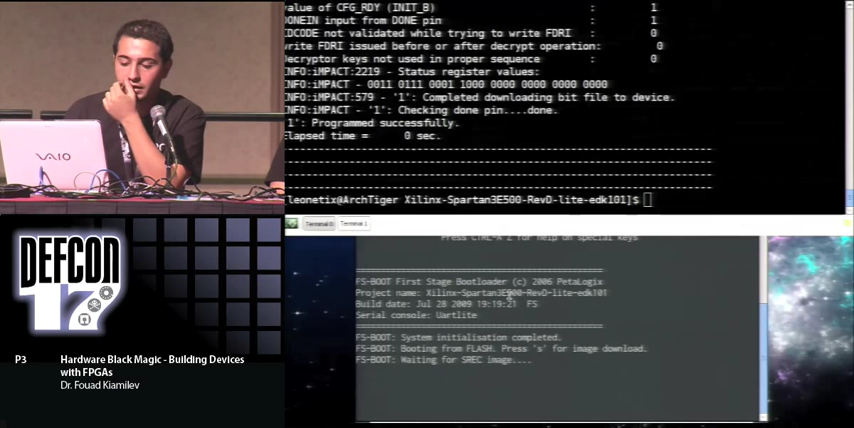 value of CFG_RDY (INIT_B) : 1
DONEIN input from DONE pin : 1
IDCODE not validated while trying to write FDRI : 0
write FDRI issued before or after decrypt operation: 0
Decryptor keys not used in proper sequence : 0
INFO:iMPACT:2219 - Status register values:
INFO:iMPACT - 0011 0111 0001 1000 0000 0000 0000 0000
INFO:iMPACT:579 - '1': Completed downloading bit file to device.
INFO:iMPACT - '1': Checking done pin....done.
'1': Programmed successfully.
Elapsed time = 0 sec.
leonetix@ArchTiger Xilinx-Spartan3E500-RevD-lite-edk101]$
Terminal 0 Terminal 1
Press CTRL-A Z for help on special keys
FS-BOOT First Stage Bootloader (c) 2006 PetaLogix
Project name: Xilinx-Spartan3E500-RevD-lite-edk101
Build date: Jul 28 2009 19:19:21 FS
Serial console: Uartlite
FS-BOOT: System initialisation completed.
FS-BOOT: Booting from FLASH. Press 's' for image download.
FS-BOOT: Waiting for SREC image....
VAIO
DEFCON
17
P3 Hardware Black Magic - Building Devices
with FPGAs
Dr. Fouad Kiamilev